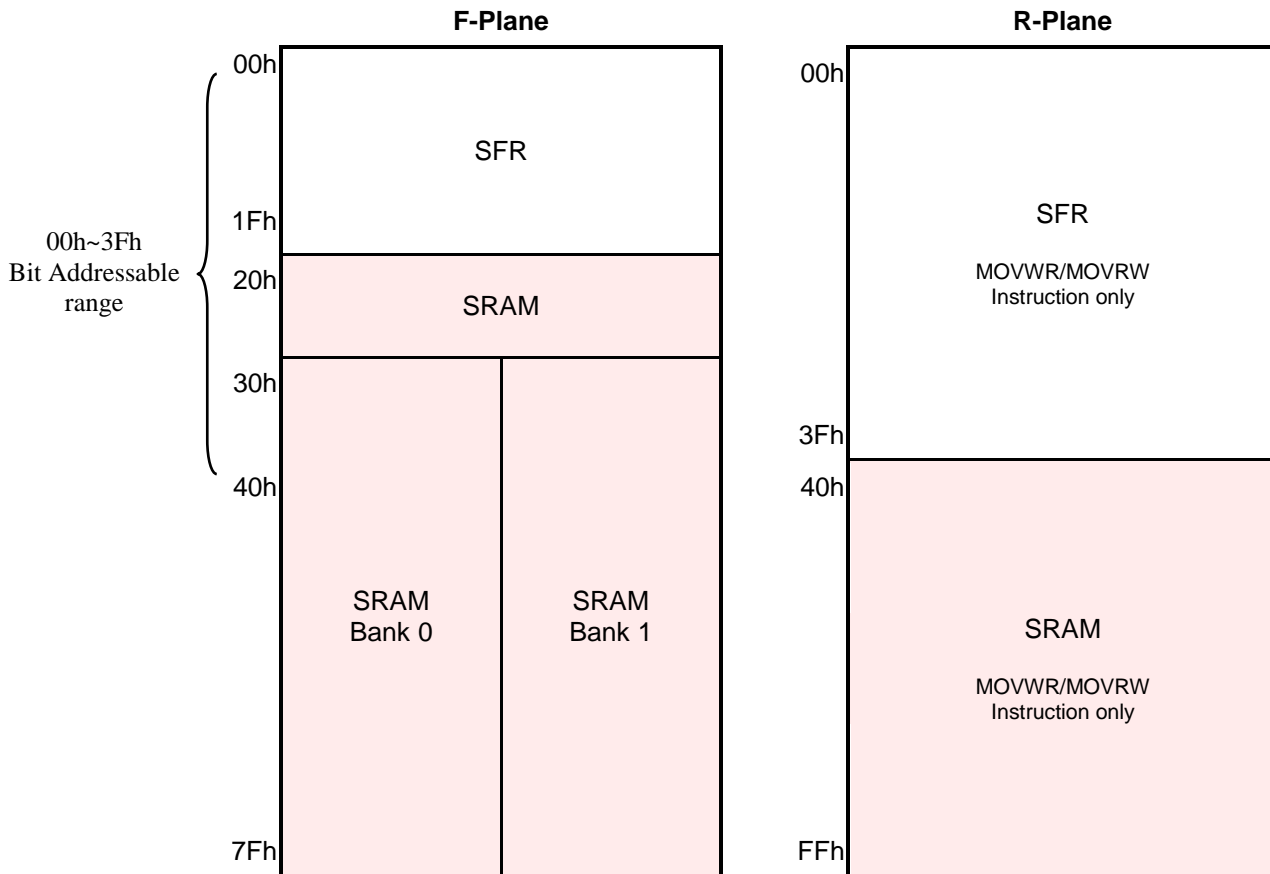 F-Plane
00h
SFR
1Fh
00h~3Fh
Bit Addressable
range
20h
SRAM
30h
40h
SRAM
Bank 0
SRAM
Bank 1
7Fh
R-Plane
00h
SFR
MOVWR/MOVRW
Instruction only
3Fh
40h
SRAM
MOVWR/MOVRW
Instruction only
FFh